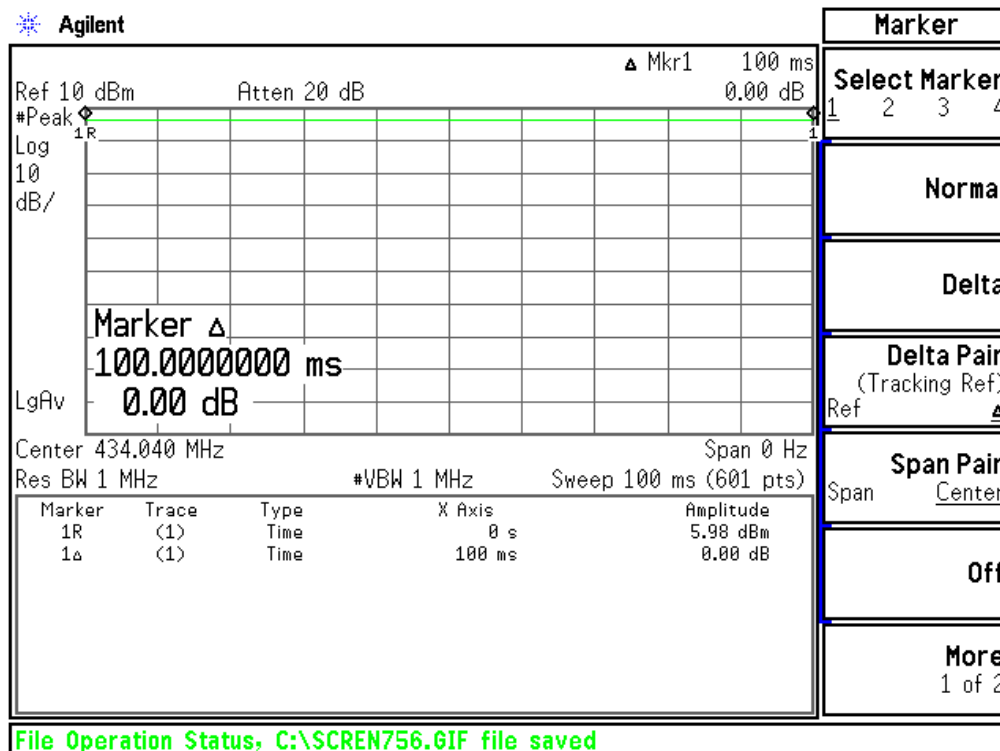 Agilent
Marker
Δ Mkr1 100 ms
Ref 10 dBm Atten 20 dB 0.00 dB
#Peak
Log
10
dB/
1R
1
Marker Δ
100.0000000 ms
0.00 dB
LgAv
Center 434.040 MHz Span 0 Hz
Res BW 1 MHz #VBW 1 MHz Sweep 100 ms (601 pts)
Marker Trace Type X Axis Amplitude
1R (1) Time 0 s 5.98 dBm
1Δ (1) Time 100 ms 0.00 dB
Select Marker
1 2 3 4
Norma
Delta
Delta Pair
(Tracking Ref)
Ref Δ
Span Pair
Span Center
Off
More
1 of 2
File Operation Status, C:\SCREN756.GIF file saved